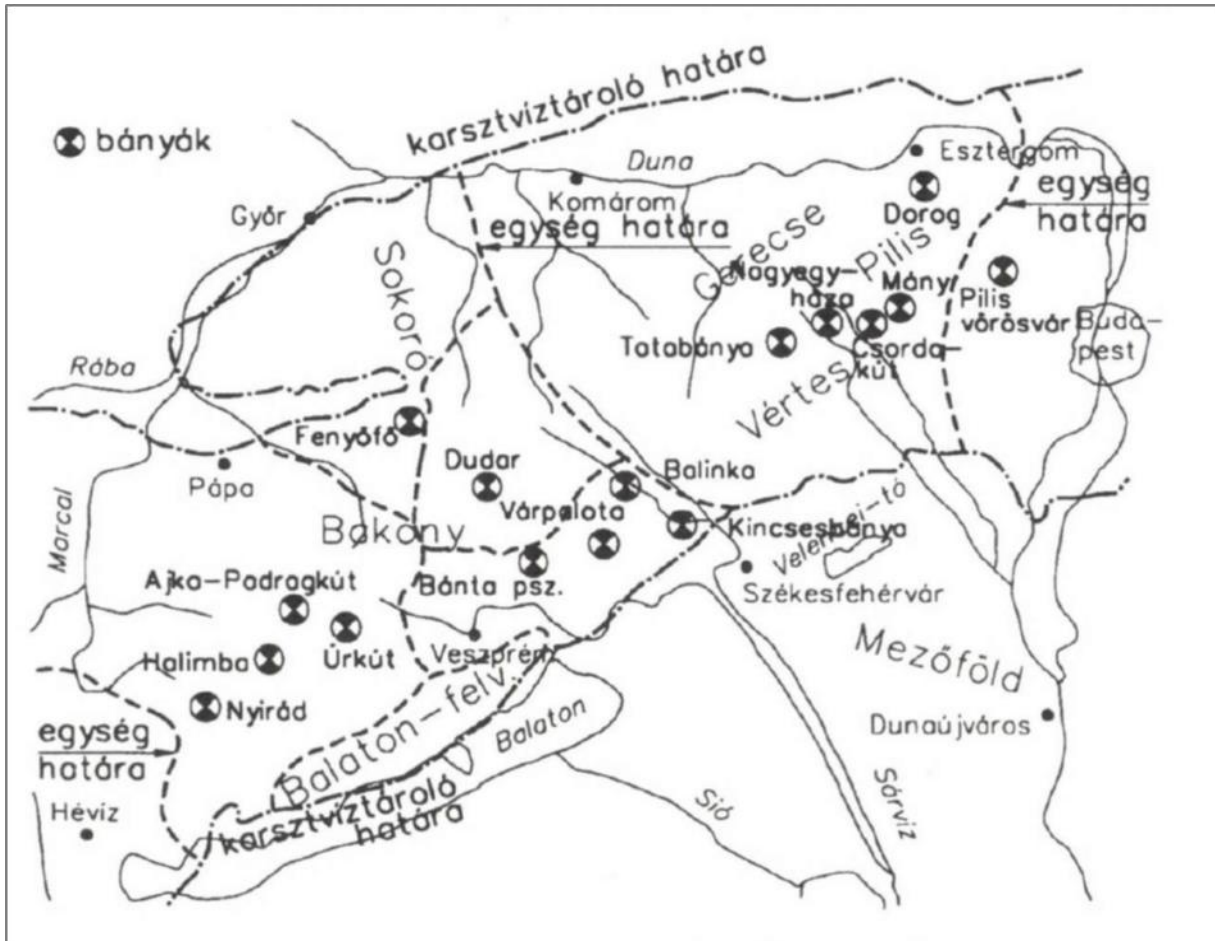 karsztvíztároló határa
bányák
Duna
Esztergom
egység
határa
Győr
Komárom
Dorog
egység határa
Sokoró
Gerecse
Pilis
Nagyegy-
háza
Mány
Pilis
vörösvár
Buda-
pest
Tatabánya
Csorda-
kút
Rába
Vértes
Fenyőfő
Pápa
Dudar
Balinka
Várpalota
Marcal
Bakony
Kincsesbánya
Velencei-tó
Ajka-Padragkút
Bánta psz.
Székesfehérvár
Halimba
Úrkút
Veszprém
Mezőföld
Nyirád
Balaton-felv.
Balaton
Dunaújváros
egység
határa
Hévíz
karsztvíztároló
határa
Sió
Sárvíz